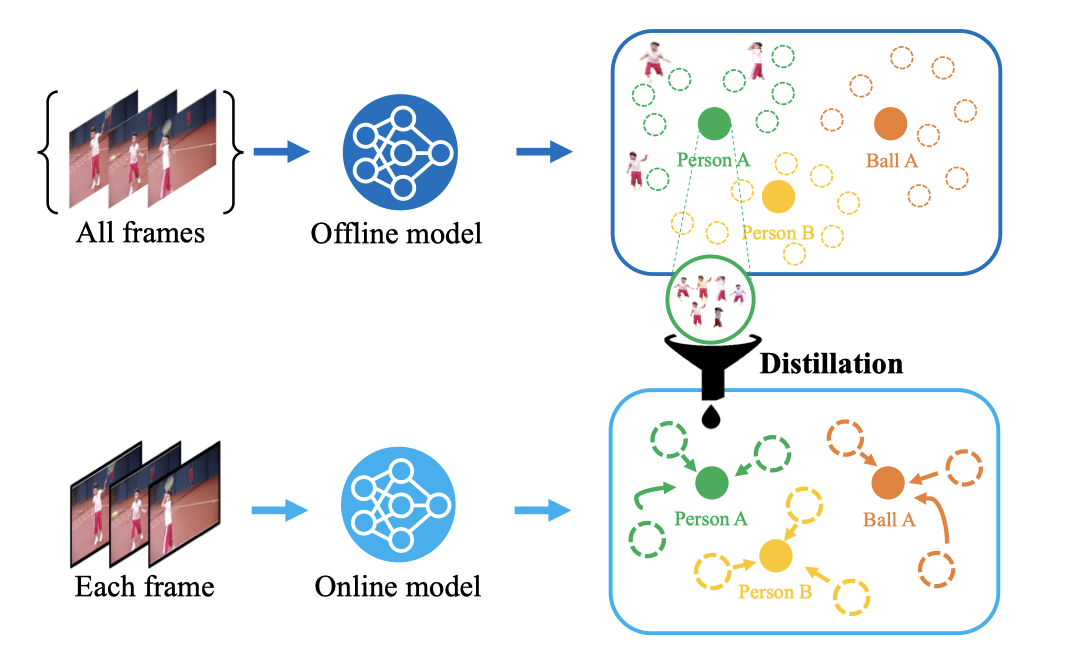 All frames
Offline model
Person A
Ball A
Person B
Distillation
Each frame
Online model
Person A
Ball A
Person B